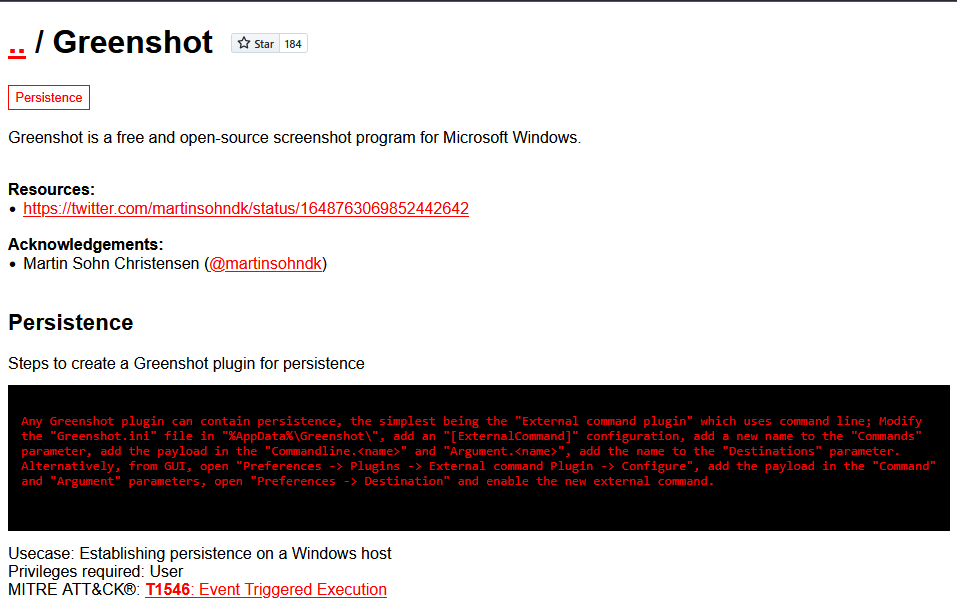 .. / Greenshot Star 184
Persistence
Greenshot is a free and open-source screenshot program for Microsoft Windows.
Resources:
• https://twitter.com/martinsohndk/status/1648763069852442642
Acknowledgements:
• Martin Sohn Christensen (@martinsohndk)
Persistence
Steps to create a Greenshot plugin for persistence
Any Greenshot plugin can contain persistence, the simplest being the "External command plugin" which uses command line; Modify
the "Greenshot.ini" file in "%AppData%\Greenshot\", add an "[ExternalCommand]" configuration, add a new name to the "Commands"
parameter, add the payload in the "Commandline.<name>" and "Argument.<name>", add the name to the "Destinations" parameter.
Alternatively, from GUI, open "Preferences -> Plugins -> External command Plugin -> Configure", add the payload in the "Command"
and "Argument" parameters, open "Preferences -> Destination" and enable the new external command.
Usecase: Establishing persistence on a Windows host
Privileges required: User
MITRE ATT&CK®: T1546: Event Triggered Execution